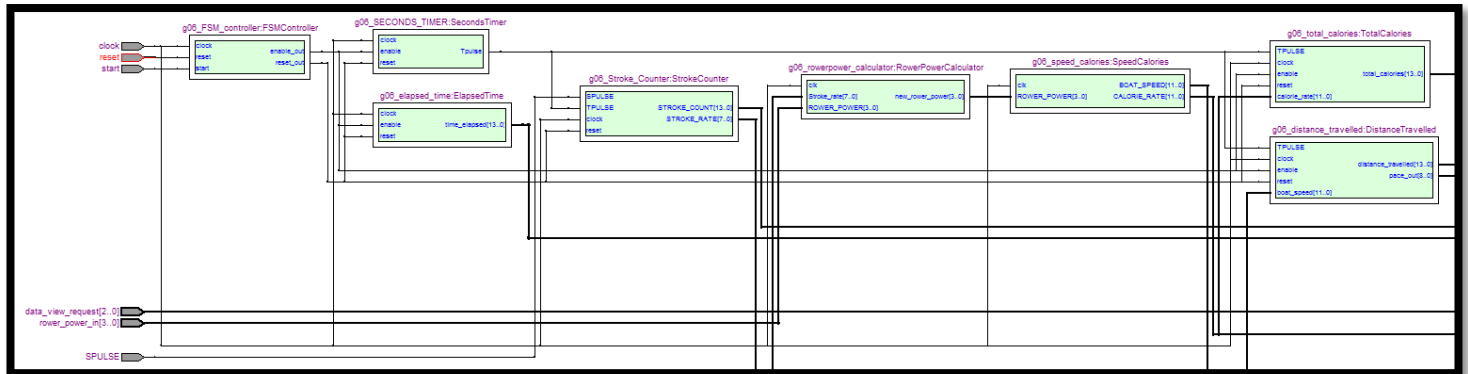 clock
reset
start
g06_FSM_controller:FSMController
clock
reset
start
enable_out
reset_out
g06_SECONDS_TIMER:SecondsTimer
clock
enable
reset
Tpulse
g06_elapsed_time:ElapsedTime
clock
enable
reset
time_elapsed[13..0]
g06_Stroke_Counter:StrokeCounter
SPULSE
TPULSE
clock
reset
STROKE_COUNT[13..0]
STROKE_RATE[7..0]
g06_rowerpower_calculator:RowerPowerCalculator
clk
Stroke_rate[7..0]
ROWER_POWER[3..0]
new_rower_power[3..0]
g06_speed_calories:SpeedCalories
clk
ROWER_POWER[3..0]
BOAT_SPEED[11..0]
CALORIE_RATE[11..0]
g06_total_calories:TotalCalories
TPULSE
clock
enable
reset
calorie_rate[11..0]
total_calories[13..0]
g06_distance_travelled:DistanceTravelled
TPULSE
clock
enable
reset
boat_speed[11..0]
distance_travelled[13..0]
pace_out[8..0]
data_view_request[2..0]
rower_power_in[3..0]
SPULSE